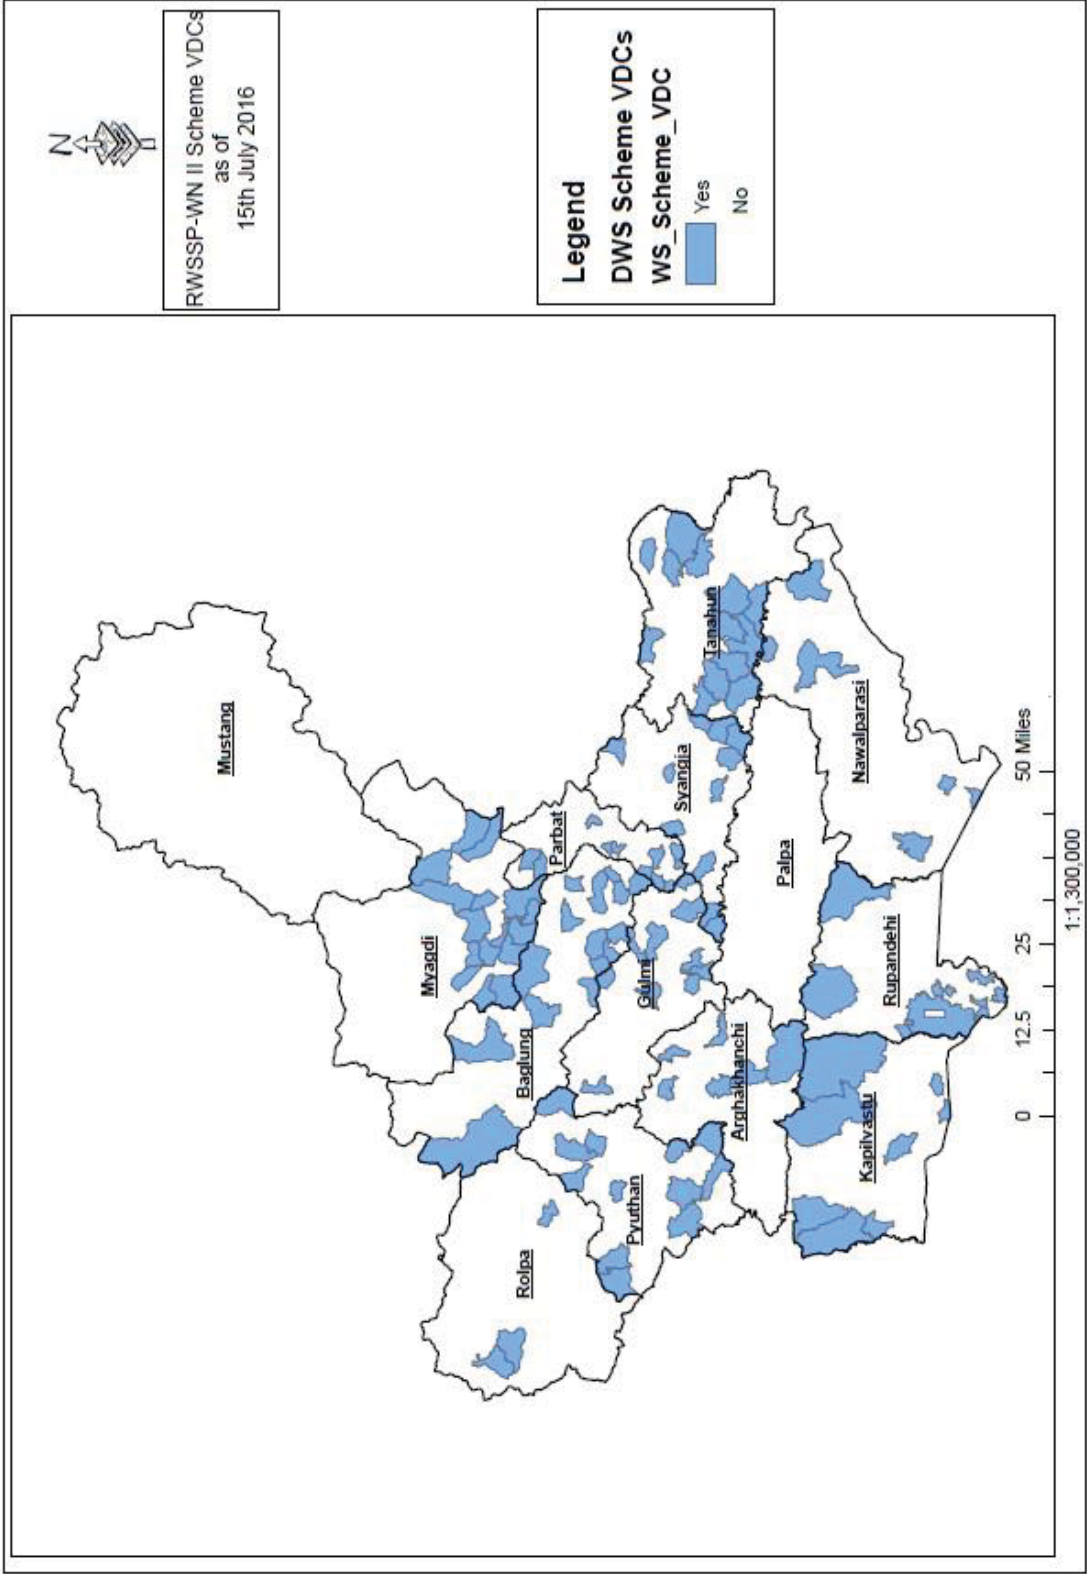 N
RWSSP-WN II Scheme VDCs
as of
15th July 2016
Legend
DWS Scheme VDCs
WS_Scheme_VDC
Yes
No
Mustang
Myagdi
Parbat
Baglung
Rolpa
Pyuthan
Gulmi
Syangja
Tanahun
Arghakhanchi
Palpa
Nawalparasi
Rupandehi
Kapilvastu
0 12.5 25 50 Miles
1:1,300,000